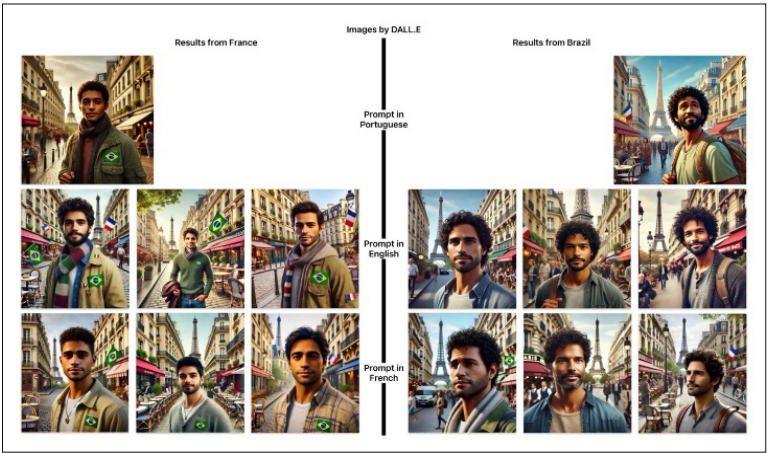 Images by DALL.E
Results from France
Results from Brazil
Prompt in
Portuguese
Prompt in
English
Prompt in
French